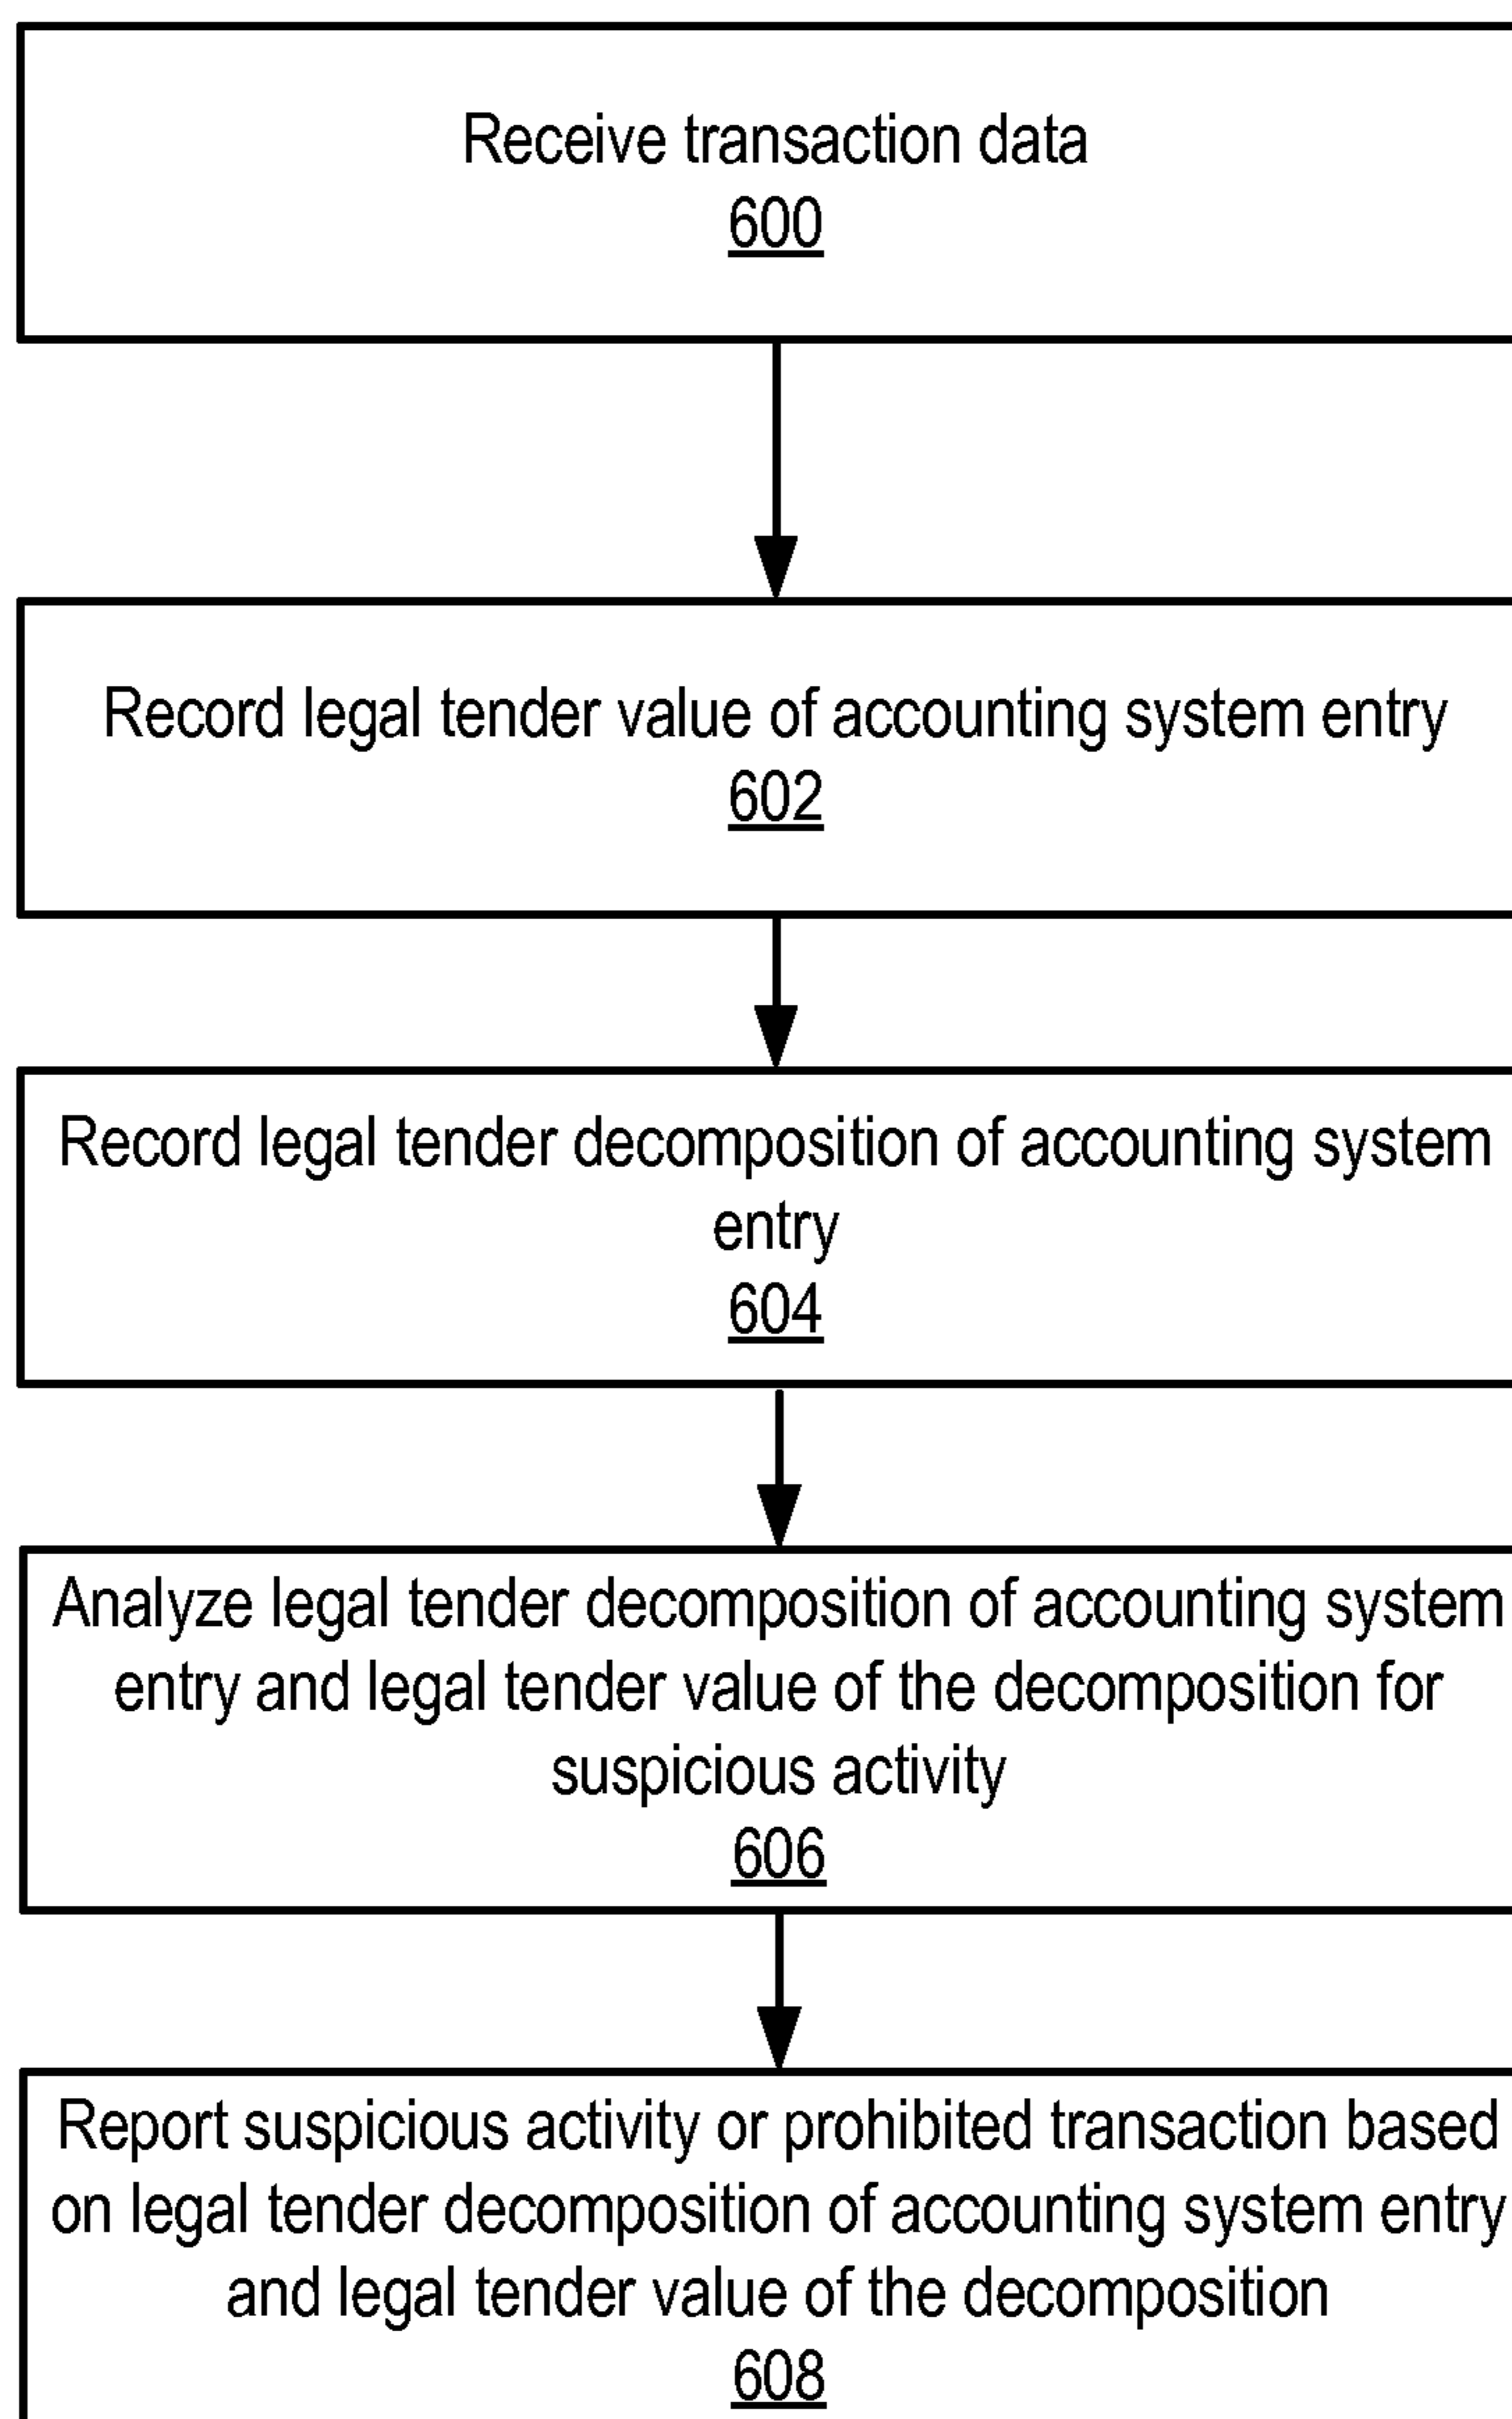 Receive transaction data
600
Record legal tender value of accounting system entry
602
Record legal tender decomposition of accounting system
entry
604
Analyze legal tender decomposition of accounting system
entry and legal tender value of the decomposition for
suspicious activity
606
Report suspicious activity or prohibited transaction based
on legal tender decomposition of accounting system entry
and legal tender value of the decomposition
608